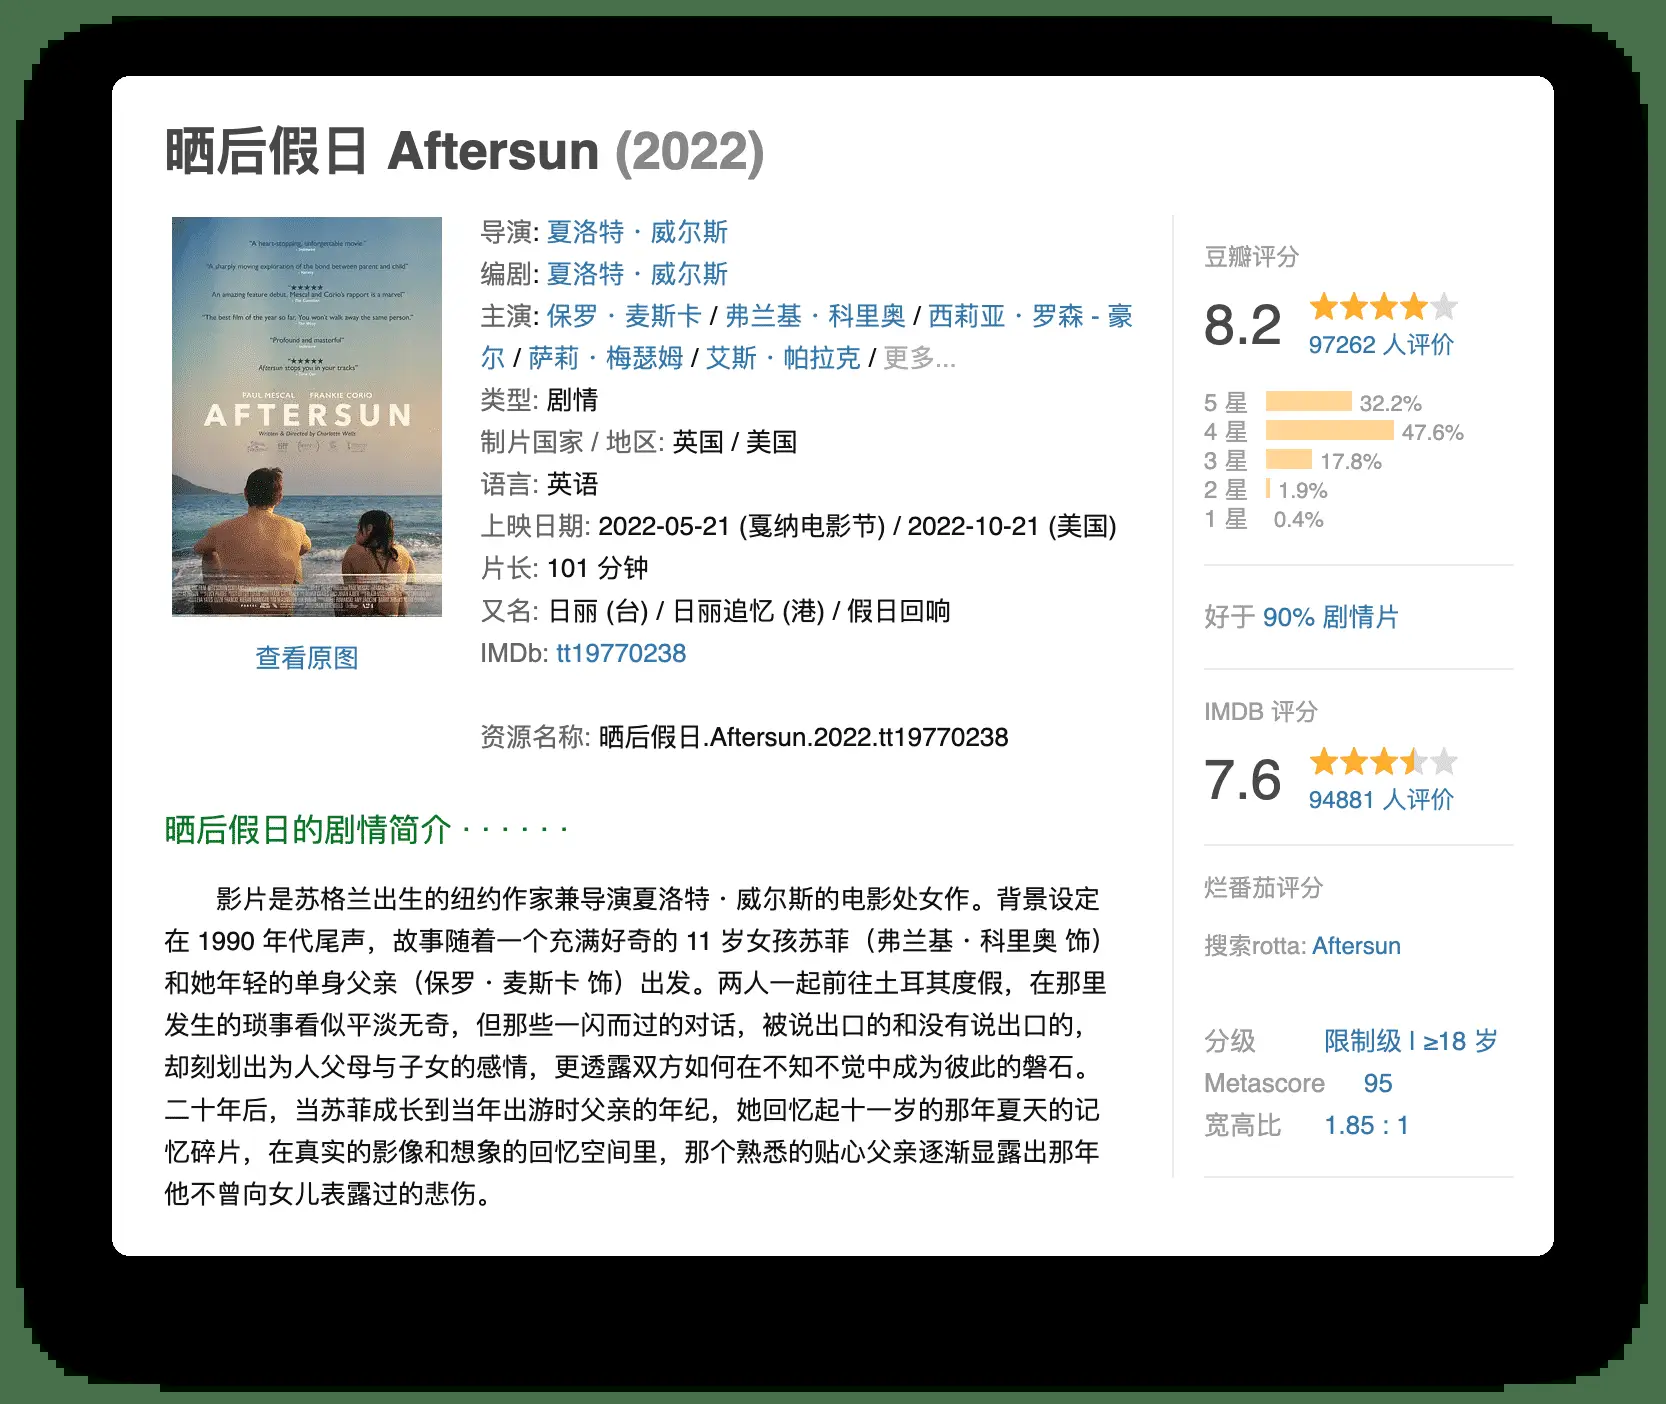 晒后假日 Aftersun (2022)
"A heart-stopping, unforgettable movie."
"A sharply moving exploration of the bond between parent and child"
★★★★★
An amazing feature debut. Mescal and Corio's rapport is a marvel"
"The best film of the year so far. You won't walk away the same person."
"Profound and masterful"
★★★★★
Aftersun stops you in your tracks"
PAUL MESCAL FRANKIE CORIO
AFTERSUN
Written & Directed by Charlotte Wells
查看原图
导演: 夏洛特 · 威尔斯
编剧: 夏洛特 · 威尔斯
主演: 保罗 · 麦斯卡 / 弗兰基 · 科里奥 / 西莉亚 · 罗森 - 豪
尔 / 萨莉 · 梅瑟姆 / 艾斯 · 帕拉克 / 更多...
类型: 剧情
制片国家 / 地区: 英国 / 美国
语言: 英语
上映日期: 2022-05-21 (戛纳电影节) / 2022-10-21 (美国)
片长: 101 分钟
又名: 日丽 (台) / 日丽追忆 (港) / 假日回响
IMDb: tt19770238
资源名称: 晒后假日.Aftersun.2022.tt19770238
豆瓣评分
8.2
97262 人评价
5 星 32.2%
4 星 47.6%
3 星 17.8%
2 星 1.9%
1 星 0.4%
好于 90% 剧情片
IMDB 评分
7.6
94881 人评价
烂番茄评分
搜索rotta: Aftersun
分级 限制级 | ≥18 岁
Metascore 95
宽高比 1.85 : 1
晒后假日的剧情简介 · · · · · ·
影片是苏格兰出生的纽约作家兼导演夏洛特 · 威尔斯的电影处女作。背景设定
在 1990 年代尾声，故事随着一个充满好奇的 11 岁女孩苏菲（弗兰基 · 科里奥 饰）
和她年轻的单身父亲（保罗 · 麦斯卡 饰）出发。两人一起前往土耳其度假，在那里
发生的琐事看似平淡无奇，但那些一闪而过的对话，被说出口的和没有说出口的，
却刻划出为人父母与子女的感情，更透露双方如何在不知不觉中成为彼此的磐石。
二十年后，当苏菲成长到当年出游时父亲的年纪，她回忆起十一岁的那年夏天的记
忆碎片，在真实的影像和想象的回忆空间里，那个熟悉的贴心父亲逐渐显露出那年
他不曾向女儿表露过的悲伤。